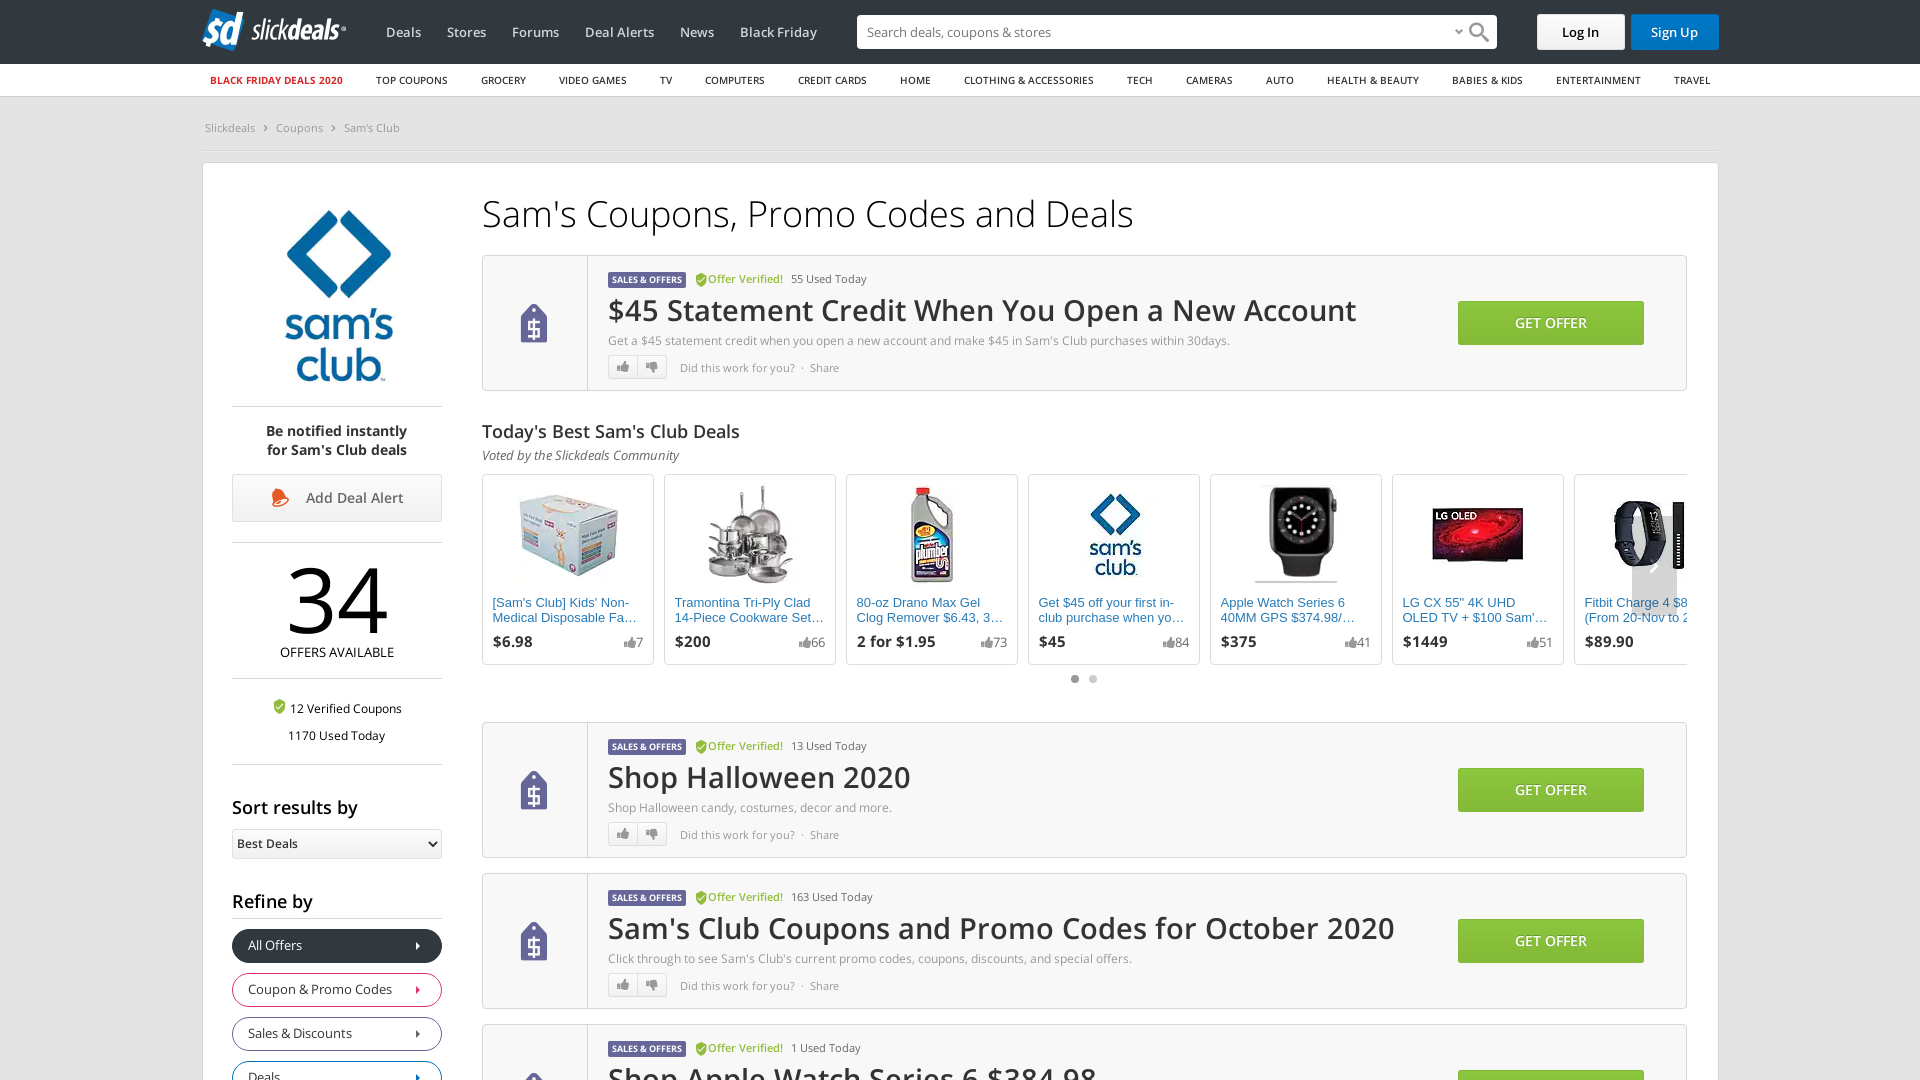 sd slickdeals
Deals Stores Forums Deal Alerts News Black Friday
Search deals, coupons & stores
Log In Sign Up
BLACK FRIDAY DEALS 2020 TOP COUPONS GROCERY VIDEO GAMES TV COMPUTERS CREDIT CARDS HOME CLOTHING & ACCESSORIES TECH CAMERAS AUTO HEALTH & BEAUTY BABIES & KIDS ENTERTAINMENT TRAVEL
Slickdeals Coupons Sam's Club
sam's
club
Be notified instantly
for Sam's Club deals
Add Deal Alert
34
OFFERS AVAILABLE
12 Verified Coupons
1170 Used Today
Sort results by
Best Deals
Refine by
All Offers
Coupon & Promo Codes
Sales & Discounts
Deals
Sam's Coupons, Promo Codes and Deals
SALES & OFFERS Offer Verified! 55 Used Today
$45 Statement Credit When You Open a New Account
Get a $45 statement credit when you open a new account and make $45 in Sam's Club purchases within 30days.
Did this work for you? · Share
GET OFFER
Today's Best Sam's Club Deals
Voted by the Slickdeals Community
[Sam's Club] Kids' Non-
Medical Disposable Fa…
$6.98 7
Tramontina Tri-Ply Clad
14-Piece Cookware Set…
$200 66
plumber
80-oz Drano Max Gel
Clog Remover $6.43, 3…
2 for $1.95 73
sam's
club
Get $45 off your first in-
club purchase when yo…
$45 84
Apple Watch Series 6
40MM GPS $374.98/…
$375 41
LG OLED
LG CX 55" 4K UHD
OLED TV + $100 Sam'…
$1449 51
Fitbit Charge 4 $8
(From 20-Nov to 2
$89.90
SALES & OFFERS Offer Verified! 13 Used Today
Shop Halloween 2020
Shop Halloween candy, costumes, decor and more.
Did this work for you? · Share
GET OFFER
SALES & OFFERS Offer Verified! 163 Used Today
Sam's Club Coupons and Promo Codes for October 2020
Click through to see Sam's Club's current promo codes, coupons, discounts, and special offers.
Did this work for you? · Share
GET OFFER
SALES & OFFERS Offer Verified! 1 Used Today
Shop Apple Watch Series 6 $384.98